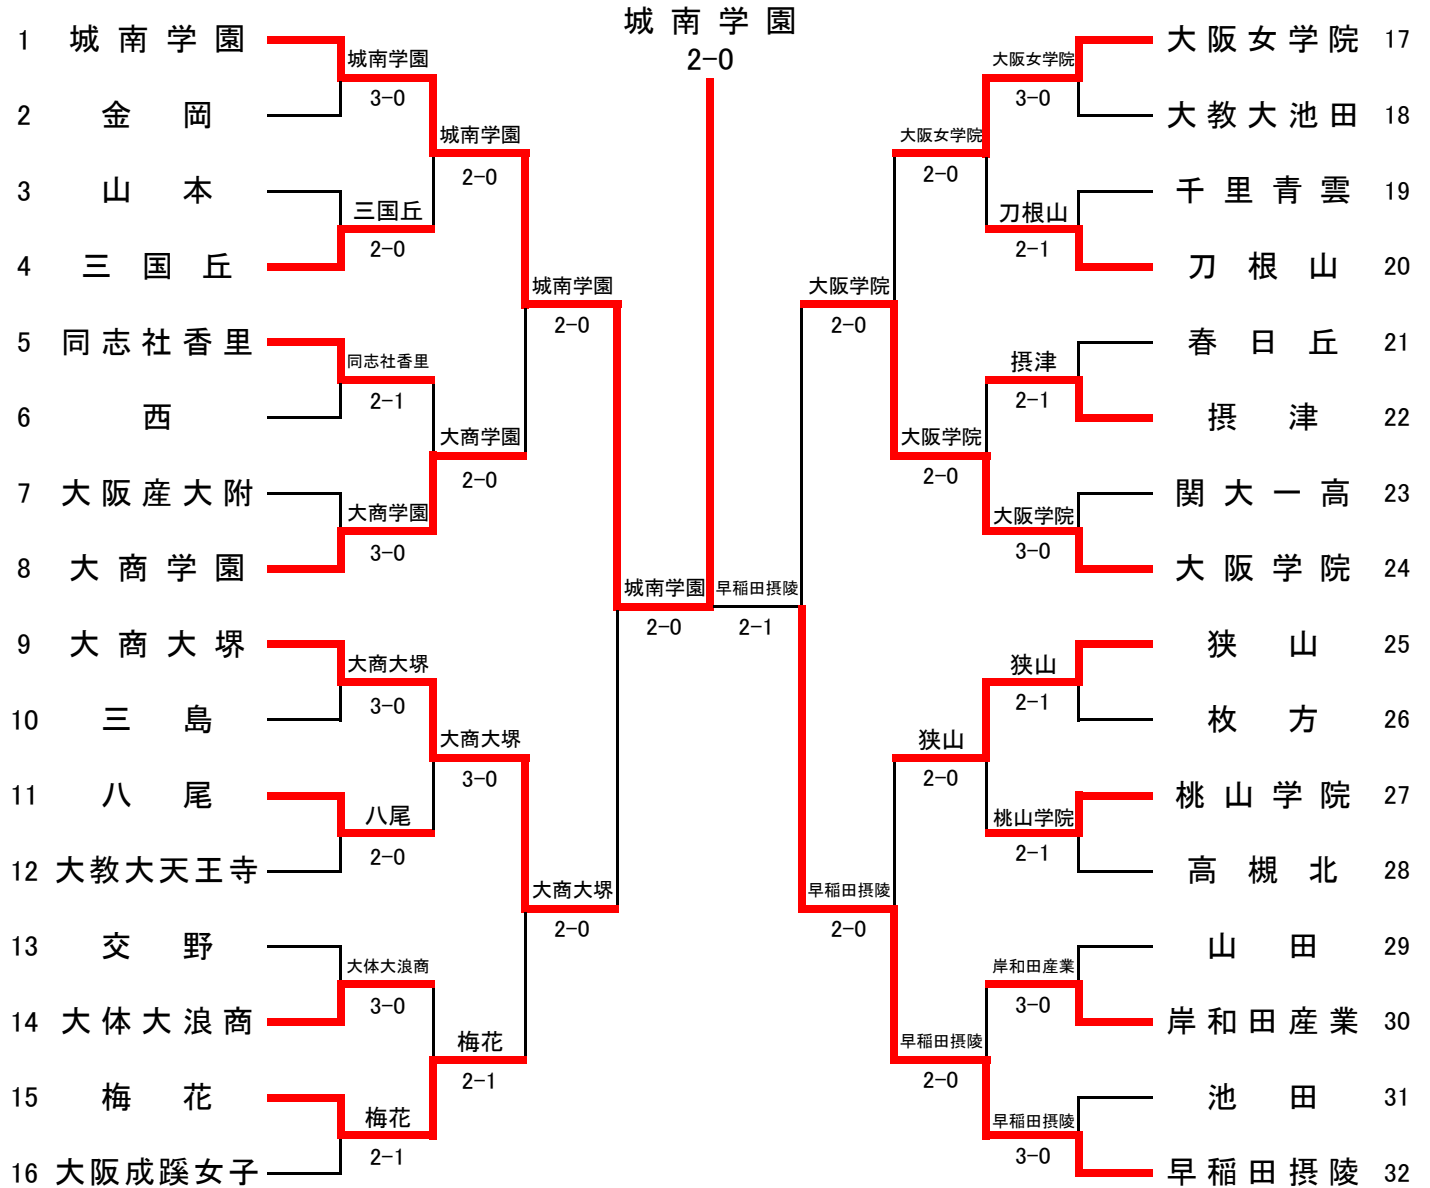 城南学園
2-0
1 城南学園
2 金岡
3 山本
4 三国丘
5 同志社香里
6 西
7 大阪産大附
8 大商学園
9 大商大堺
10 三島
11 八尾
12 大教大天王寺
13 交野
14 大体大浪商
15 梅花
16 大阪成蹊女子
城南学園
3-0
三国丘
2-0
同志社香里
2-1
大商学園
3-0
大商大堺
3-0
八尾
2-0
大体大浪商
3-0
梅花
2-1
城南学園
2-0
大商学園
2-0
大商大堺
3-0
梅花
2-1
城南学園
2-0
大商大堺
2-0
城南学園
2-0
早稲田摂陵
2-1
大阪学院
2-0
早稲田摂陵
2-0
大阪女学院
2-0
大阪学院
2-0
狭山
2-0
早稲田摂陵
2-0
大阪女学院
3-0
刀根山
2-1
摂津
2-1
大阪学院
3-0
狭山
2-1
桃山学院
2-1
岸和田産業
3-0
早稲田摂陵
3-0
大阪女学院 17
大教大池田 18
千里青雲 19
刀根山 20
春日丘 21
摂津 22
関大一高 23
大阪学院 24
狭山 25
枚方 26
桃山学院 27
高槻北 28
山田 29
岸和田産業 30
池田 31
早稲田摂陵 32